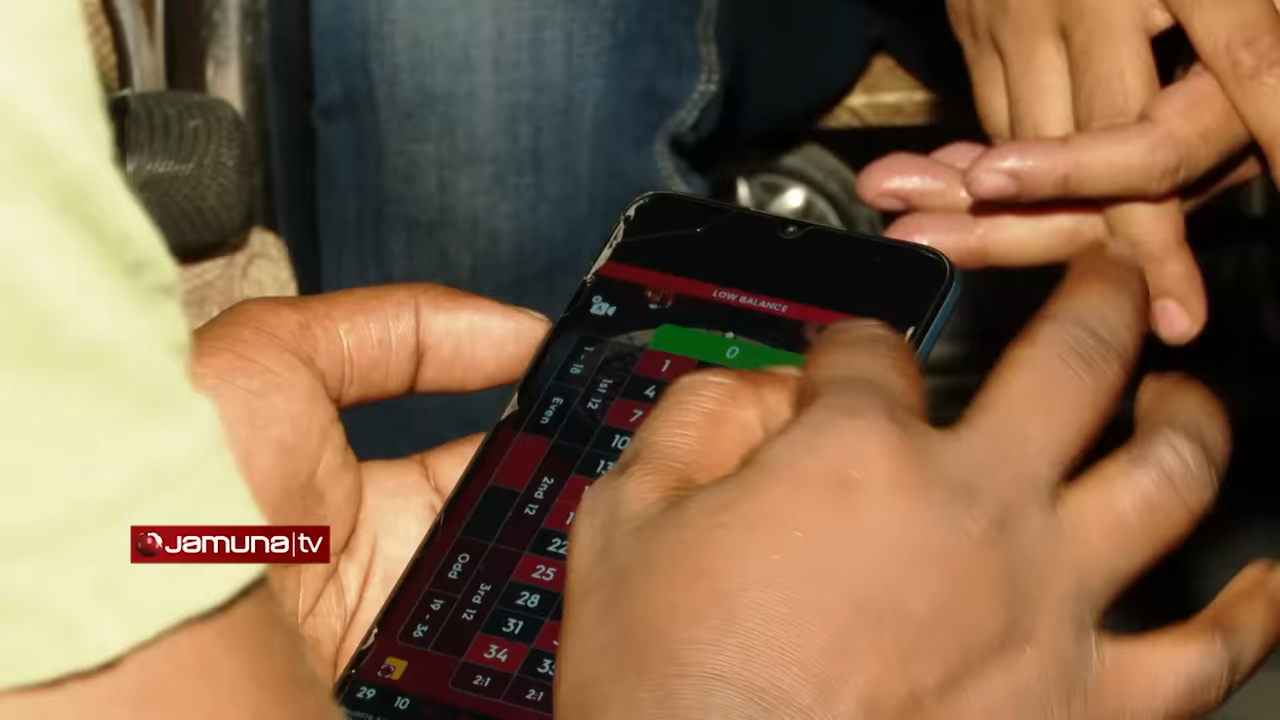 LOW BALANCE
0
1 - 18
1st 12
1
4
Even
7
10
13
2nd 12
22
Odd
25
3rd 12
28
19 - 36
31
34
2:1
2:1
29
10
JAMUNA|tv